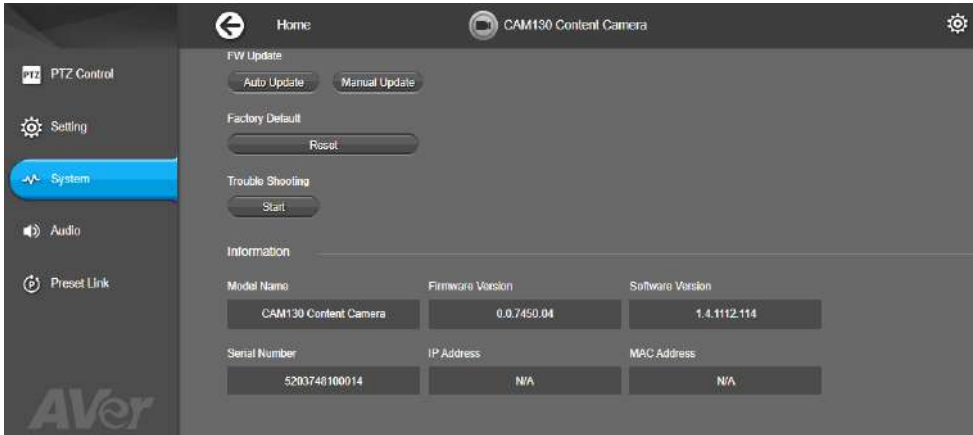 Home
CAM130 Content Camera
PTZ PTZ Control
Setting
System
Audio
P Preset Link
AVer
FW Update
Auto Update Manual Update
Factory Default
Reset
Trouble Shooting
Start
Information
Model Name Firmware Version Software Version
CAM130 Content Camera 0.0.7450.04 1.4.1112.114
Serial Number IP Address MAC Address
5203748100014 N/A N/A